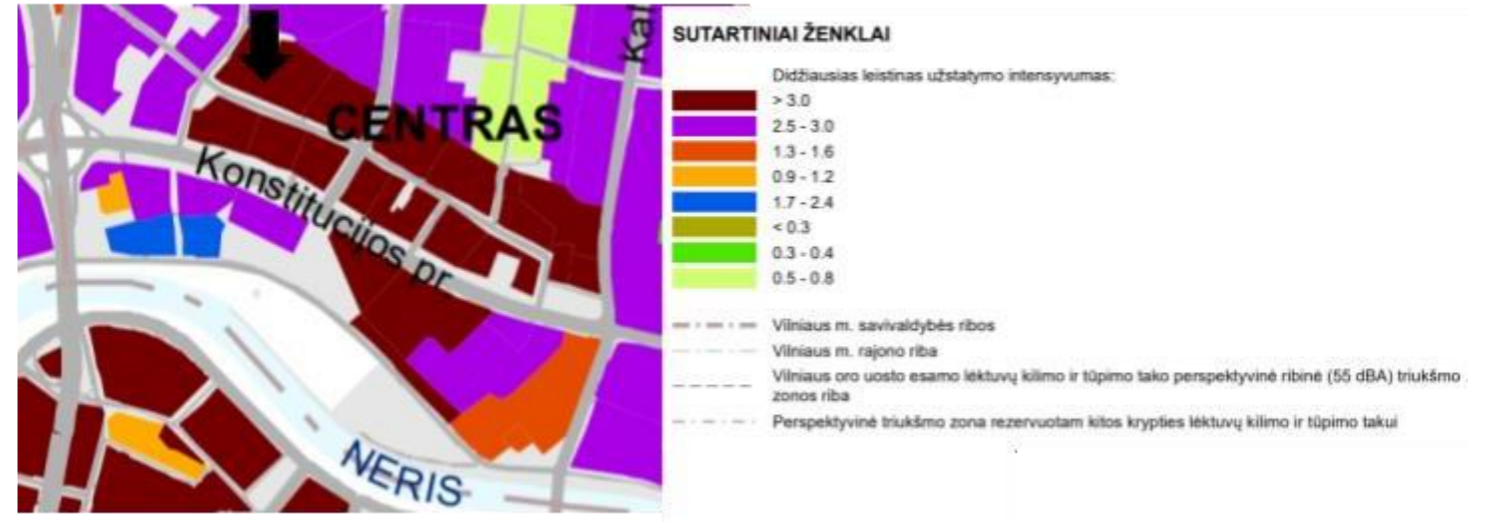 CENTRAS
Konstitucijos pr.
NERIS
Kal
SUTARTINIAI ŽENKLAI
Didžiausias leistinas užstatymo intensyvumas:
> 3.0
2.5 - 3.0
1.3 - 1.6
0.9 - 1.2
1.7 - 2.4
< 0.3
0.3 - 0.4
0.5 - 0.8
Vilniaus m. savivaldybės ribos
Vilniaus m. rajono riba
Vilniaus oro uosto esamo lėktuvų kilimo ir tūpimo tako perspektyvinė ribinė (55 dBA) triukšmo
zonos riba
Perspektyvinė triukšmo zona rezervuotam kitos krypties lėktuvų kilimo ir tūpimo takui